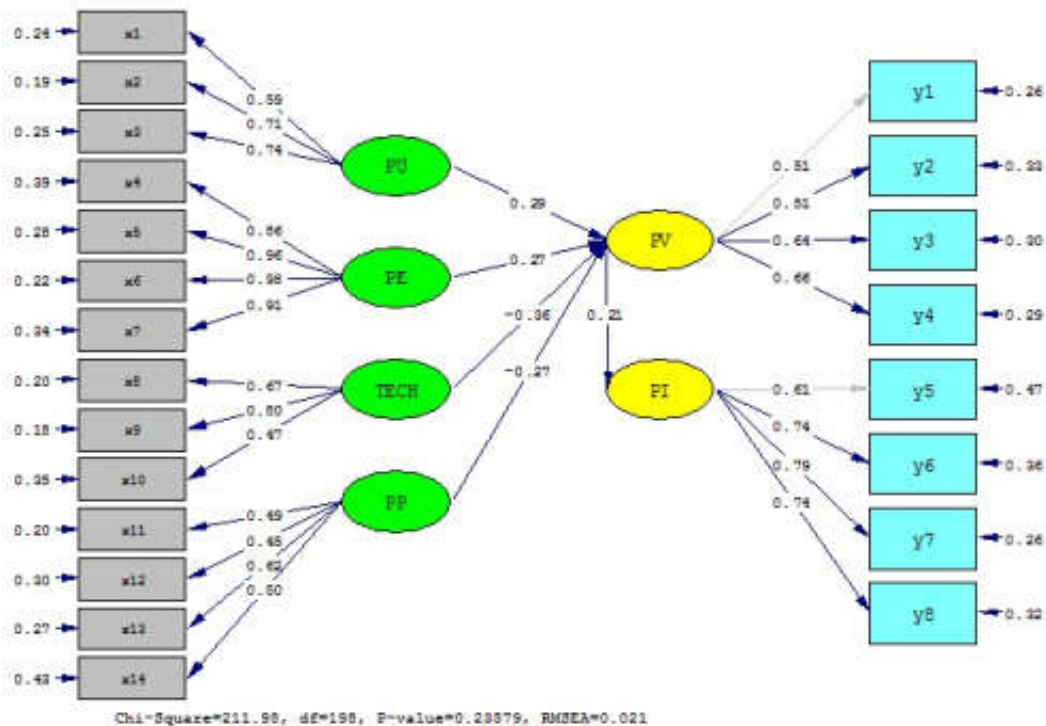 0.24 x1
0.19 x2
0.25 x3
0.39 x4
0.28 x5
0.22 x6
0.34 x7
0.20 x8
0.18 x9
0.35 x10
0.20 x11
0.30 x12
0.27 x13
0.43 x14
0.59
0.71
0.74
0.86
0.96
0.98
0.91
0.67
0.80
0.47
0.49
0.45
0.62
0.50
PU
PE
TECH
PP
0.29
0.27
-0.36
-0.27
PV
0.21
PI
0.51
0.51
0.64
0.66
0.61
0.74
0.79
0.74
y1 0.26
y2 0.33
y3 0.30
y4 0.29
y5 0.47
y6 0.36
y7 0.26
y8 0.32
Chi-Square=211.98, df=198, P-value=0.23579, RMSEA=0.021